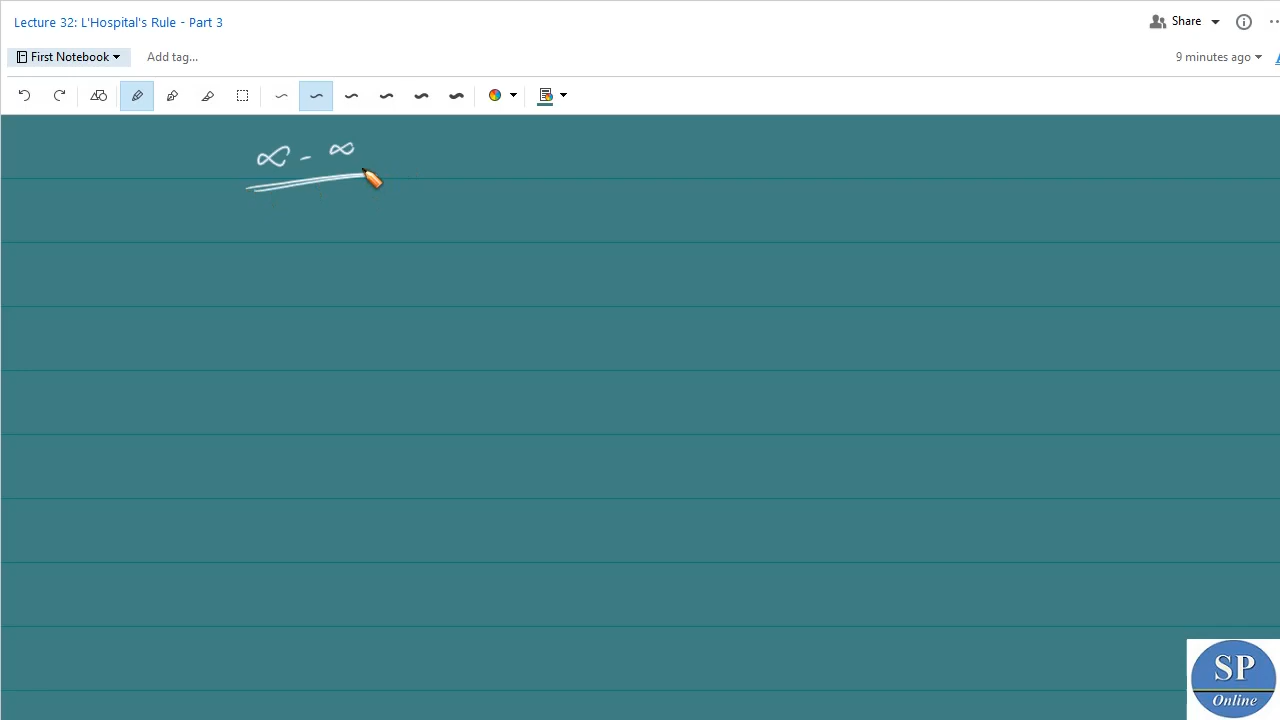 Lecture 32: L'Hospital's Rule - Part 3
Share
First Notebook
Add tag...
9 minutes ago
∞ - ∞
SP
Online